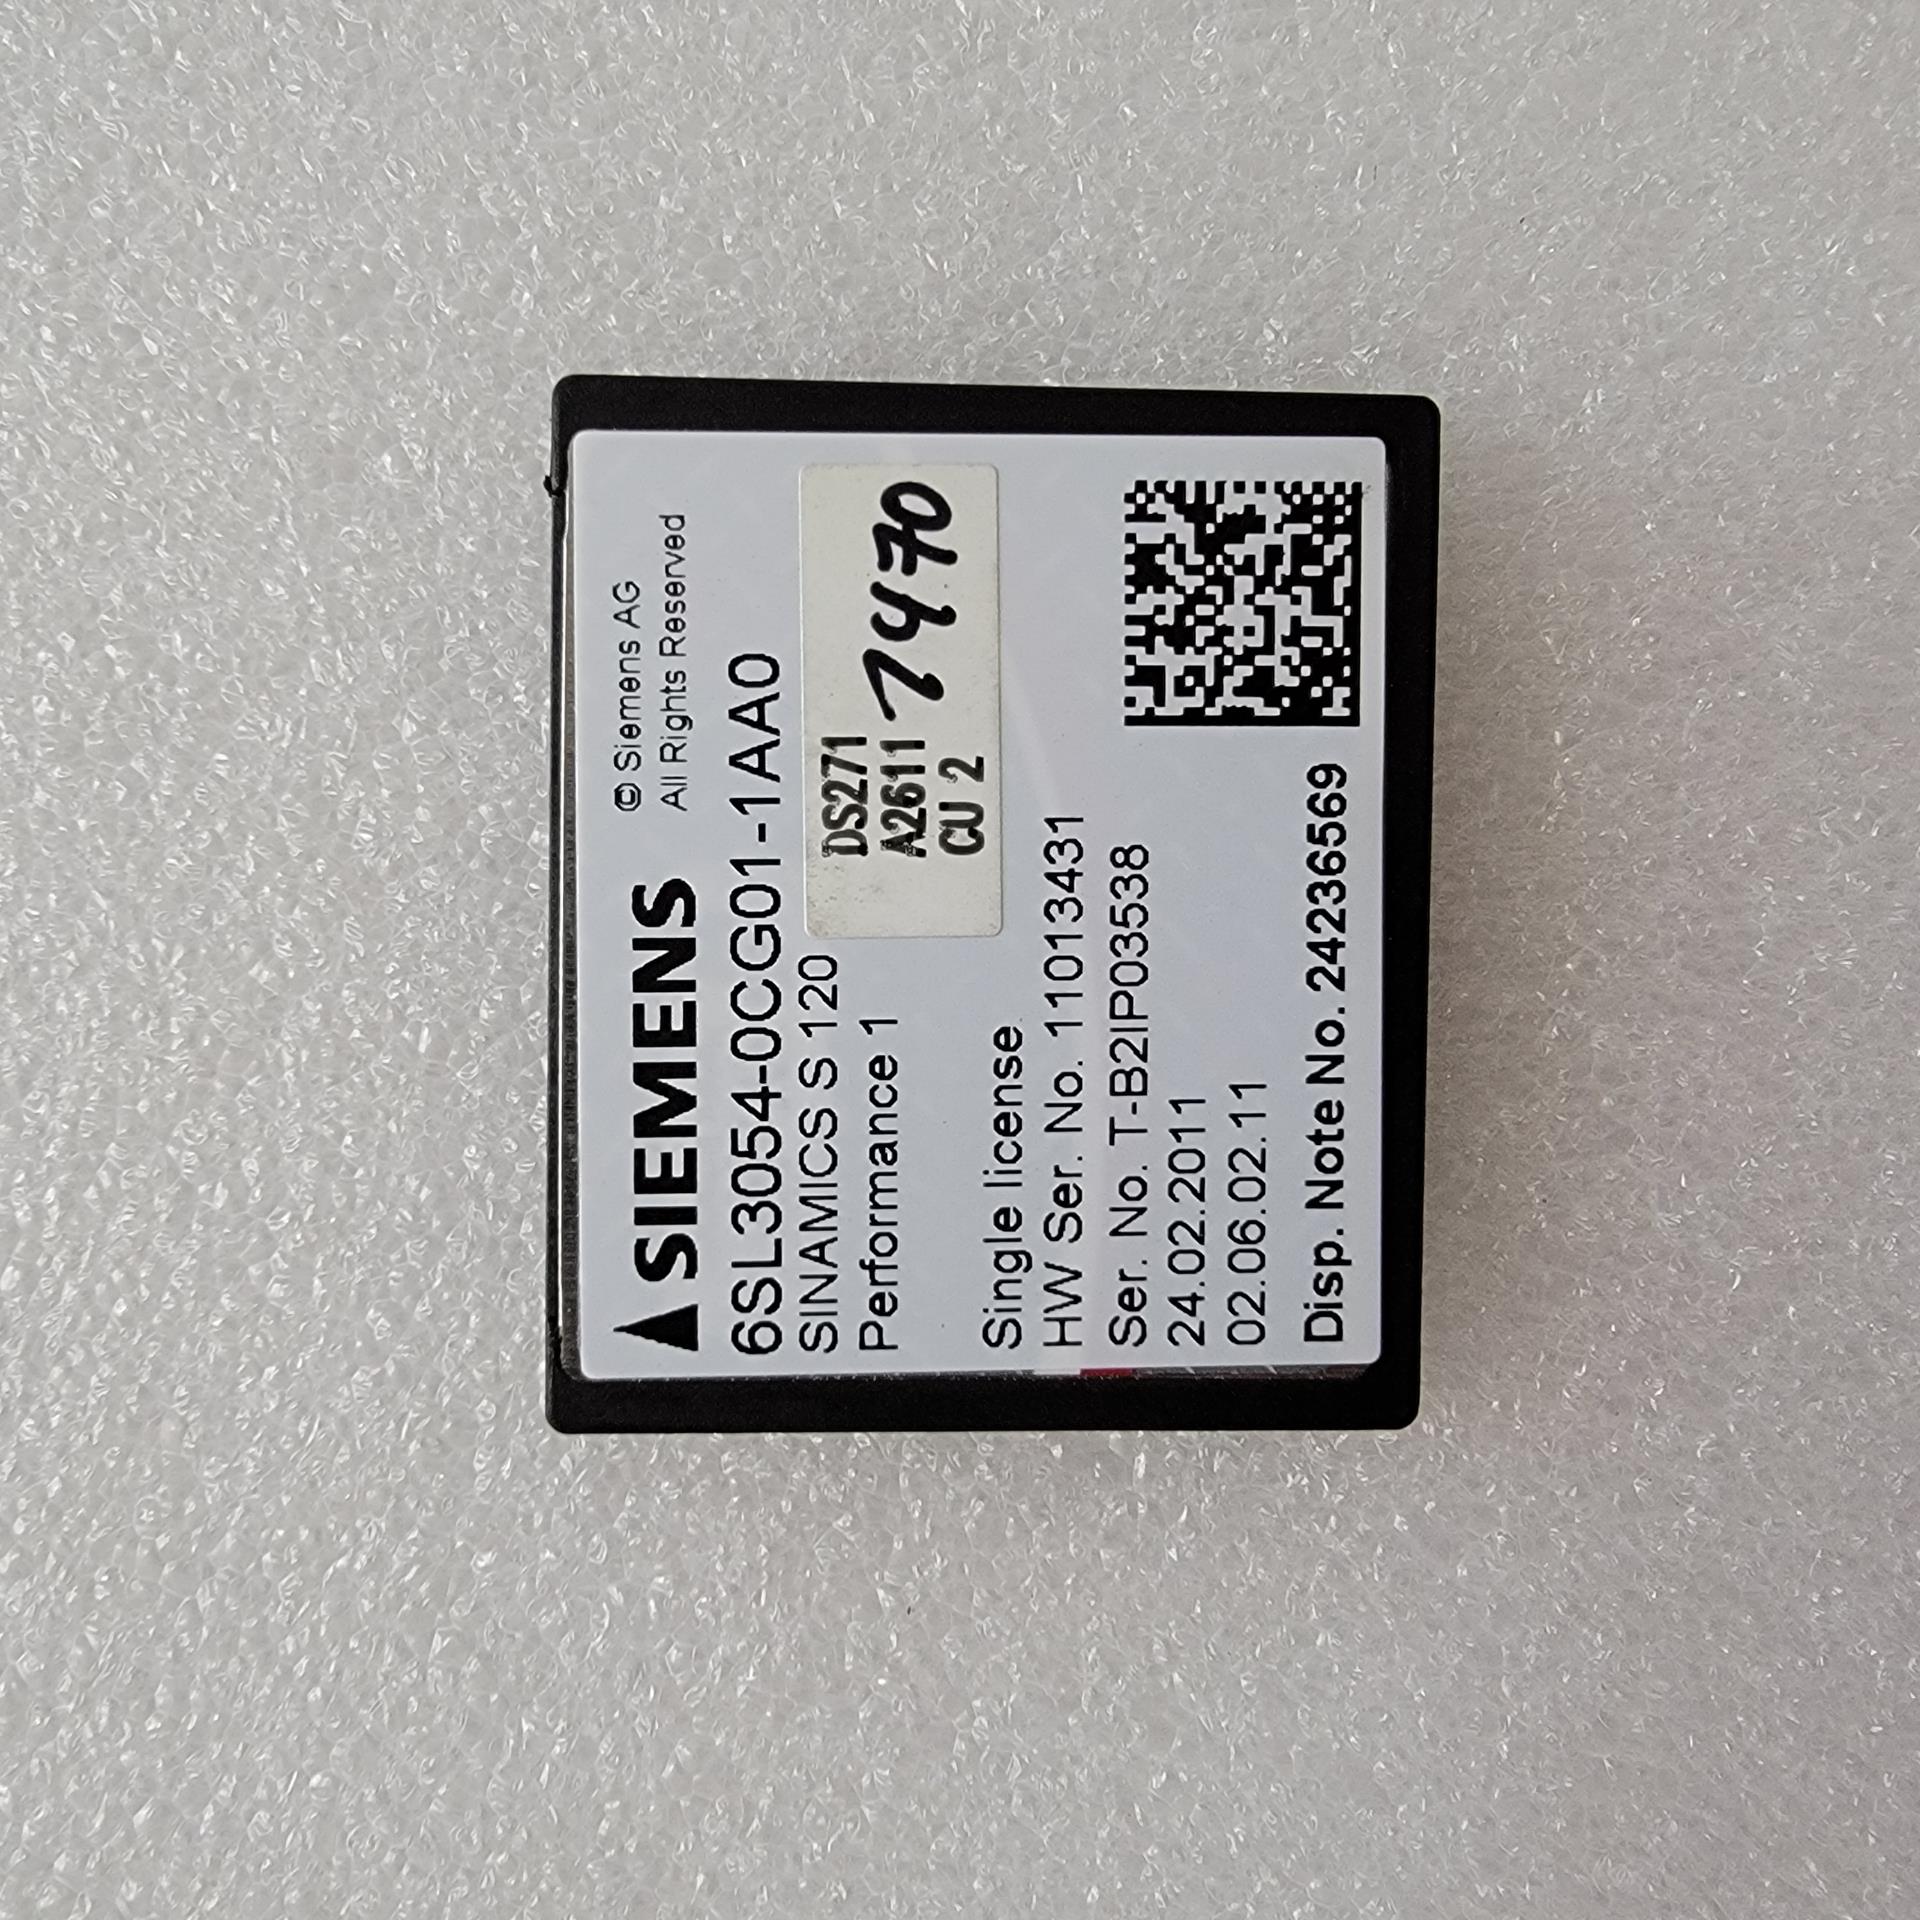 SIEMENS
© Siemens AG
All Rights Reserved
6SL3054-0CG01-1AA0
SINAMICS S 120
Performance 1
DS271
A2611
CU 2
7470
Single license
HW Ser. No. 11013431
Ser. No. T-B2IP03538
24.02.2011
02.06.02.11
Disp. Note No. 24236569